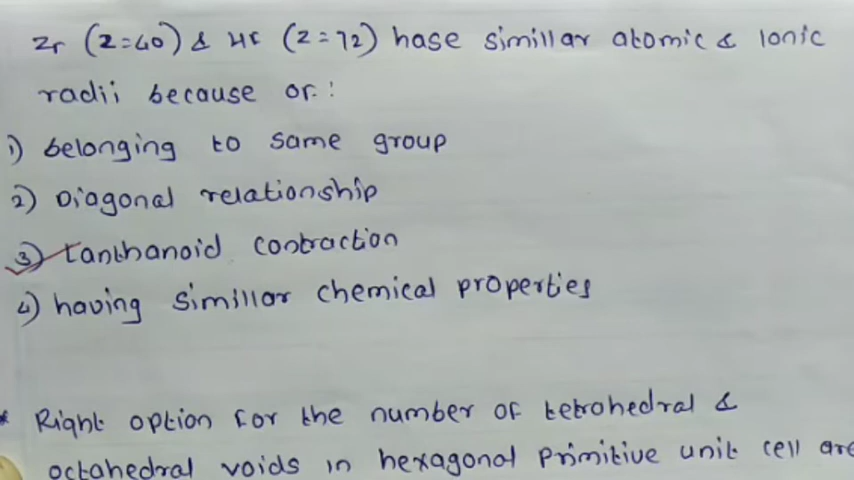 Zr (Z=40) & Hf (Z=72) hase simillar atomic & Ionic
radii because of :
1) belonging to same group
2) Diagonal relationship
3) Lanthanoid contraction
4) having simillar chemical properties
* Right option for the number of tetrohedral &
octahedral voids in hexagonal primitive unit cell are